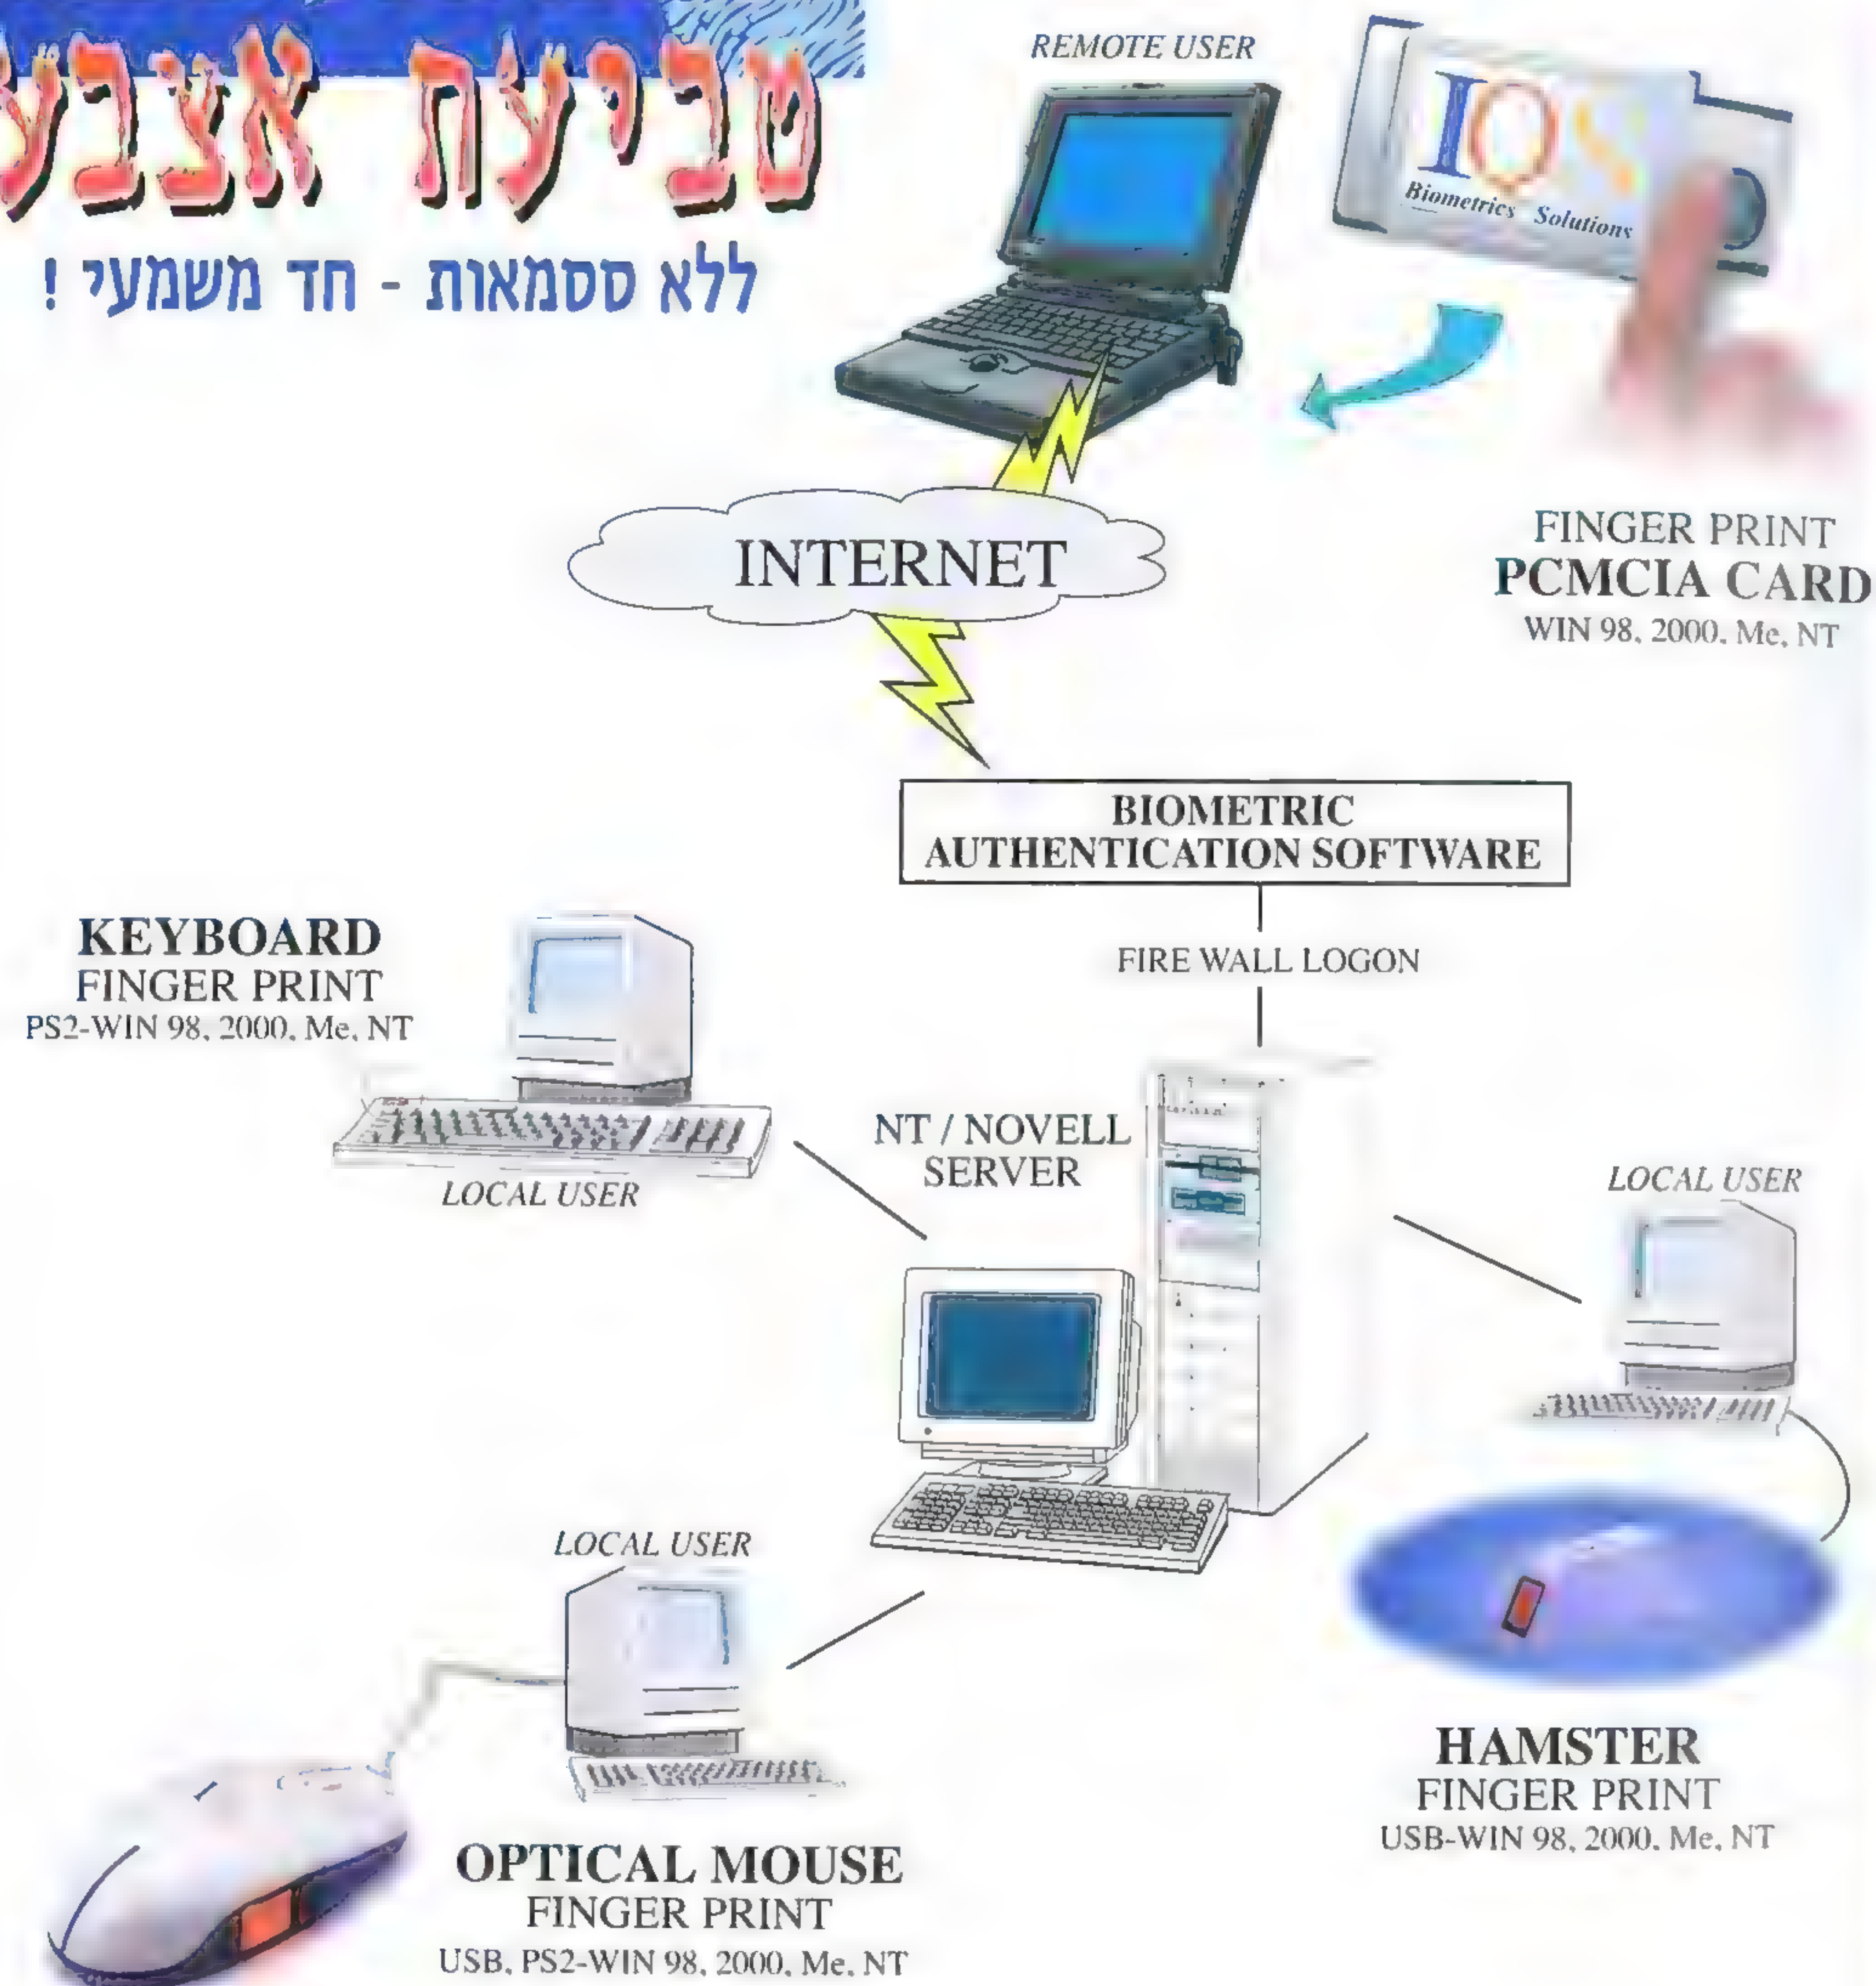 טביעת אצבע
ללא ססמאות - חד משמעי !
REMOTE USER
IQS
Biometrics Solutions
FINGER PRINT
PCMCIA CARD
WIN 98, 2000, Me, NT
INTERNET
BIOMETRIC
AUTHENTICATION SOFTWARE
FIRE WALL LOGON
KEYBOARD
FINGER PRINT
PS2-WIN 98, 2000, Me, NT
LOCAL USER
NT / NOVELL
SERVER
LOCAL USER
LOCAL USER
HAMSTER
FINGER PRINT
USB-WIN 98, 2000, Me, NT
OPTICAL MOUSE
FINGER PRINT
USB, PS2-WIN 98, 2000, Me, NT